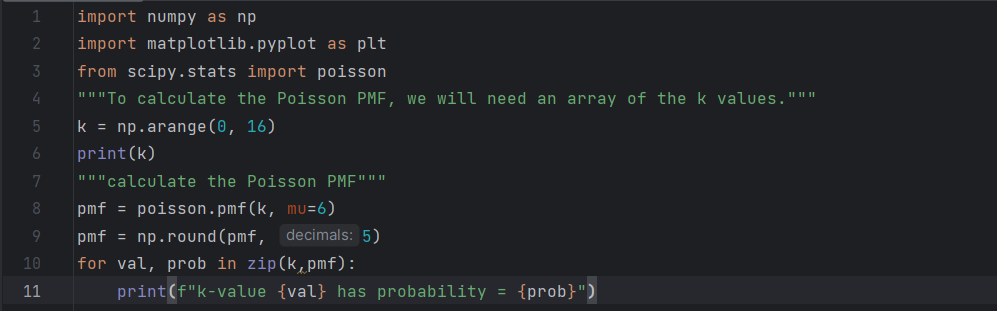 1 import numpy as np
2 import matplotlib.pyplot as plt
3 from scipy.stats import poisson
4 """To calculate the Poisson PMF, we will need an array of the k values."""
5 k = np.arange(0, 16)
6 print(k)
7 """calculate the Poisson PMF"""
8 pmf = poisson.pmf(k, mu=6)
9 pmf = np.round(pmf, decimals: 5)
10 for val, prob in zip(k,pmf):
11     print(f"k-value {val} has probability = {prob}")